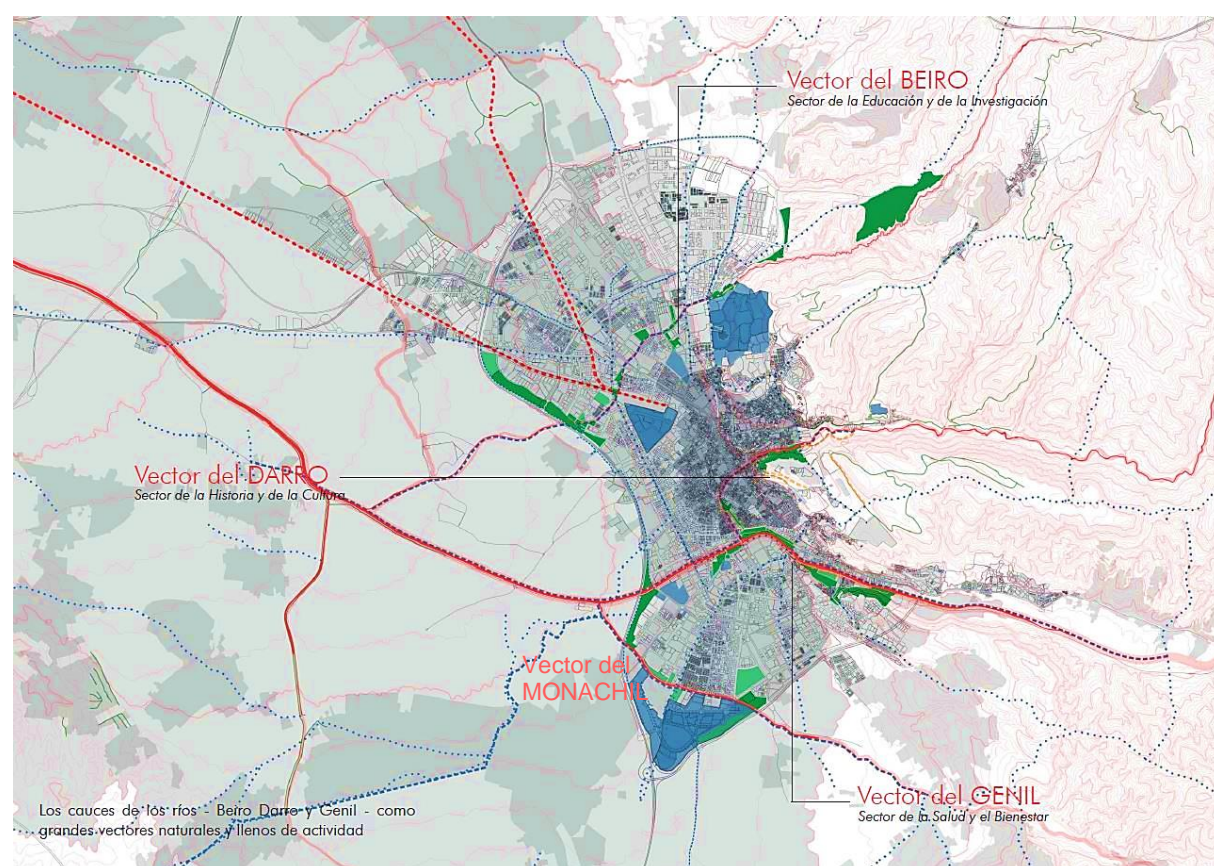 Vector del BEIRO
Sector de la Educación y de la Investigación
Vector del DARRO
Sector de la Historia y de la Cultura
Vector del
MONACHIL
Vector del GENIL
Sector de la Salud y el Bienestar
Los cauces de los ríos - Beiro Darro y Genil - como
grandes vectores naturales y llenos de actividad